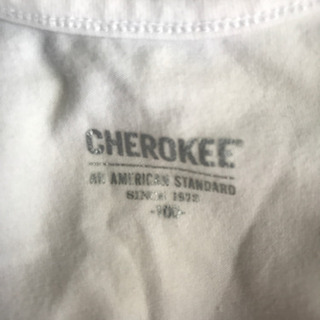 CHEROKEE
AN AMERICAN STANDARD
SINCE 1973